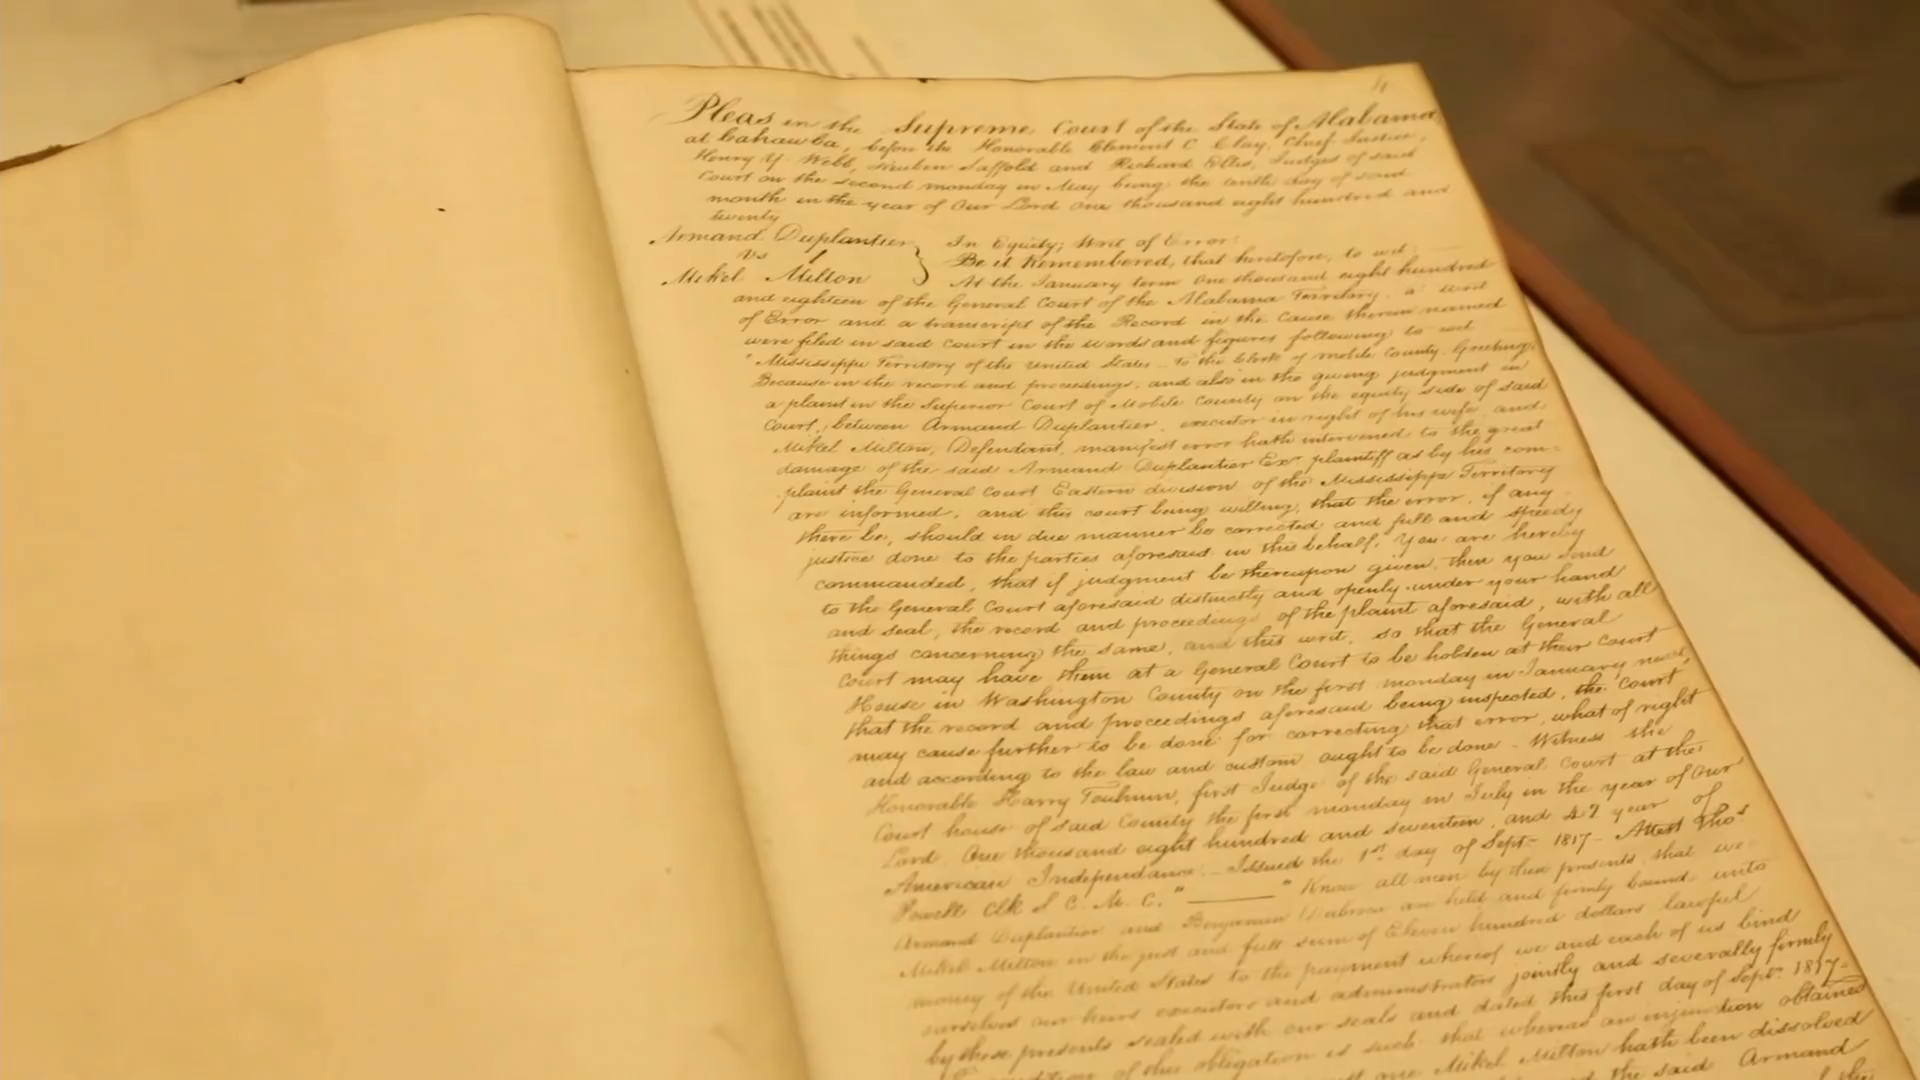 Pleas in the Supreme Court of the State of Alabama
at Cahawba, before the Honorable Clement C Clay, Chief Justice,
Henry Y. Webb, Reuben Saffold and Richard Ellis, Judges of said
Court on the second monday in May being the tenth day of said
month in the year of Our Lord One thousand eight hundred and
twenty
Armand Duplantier } In Equity; Writ of Error:
vs Be it Remembered, that heretofore, to wit,
Mikel Milton At the January term One thousand eight hundred
and eighteen of the General Court of the Alabama Territory, a writ
of Error and a transcript of the Record in the Cause therein named
were filed in said Court in the words and figures following to wit
"Mississippi Territory of the United States - To the Clerk of Mobile County. Greeting,
Because in the record and proceedings, and also in the giving judgment in
a plaint in the Superior Court of Mobile County on the equity side of said
Court, between Armand Duplantier, executor in right of his wife, and
Mikel Milton, Defendant, manifest error hath intervened to the great
damage of the said Armand Duplantier Exr plaintiff as by his com-
plaint the General Court Eastern division of the Mississippi Territory
are informed, and this court being willing, that the error, if any
there be, should in due manner be corrected and full and speedy
justice done to the parties aforesaid in this behalf, You are hereby
commanded, that if judgment be thereupon given, then you send
to the General Court aforesaid distinctly and openly under your hand
and seal, the record and proceedings of the plaint aforesaid, with all
things concerning the same, and this writ, so that the General
Court may have them at a General Court to be holden at their Court
House in Washington County on the first monday in January next,
that the record and proceedings aforesaid being inspected, the Court
may cause further to be done for correcting that error, what of right
and according to the law and custom ought to be done - Witness the
Honorable Harry Toulmin, first Judge of the said General Court at the
Court house of said County the first monday in July in the year of Our
Lord One thousand eight hundred and seventeen, and 42 year of
American Independance. - Issued the 1st day of Sept 1817 - Attest Thos
Powell Clk S C. M. C." ——— "Know all men by these presents, that we
Armand Duplantier and Benjamin are held and firmly bound unto
Mikel Milton in the just and full sum of Eleven hundred dollars lawful
money of the United States to the payment whereof we and each of us bind
ourselves our heirs executors and administrators jointly and severally firmly
by these presents sealed with our seals and dated this first day of Sept. 1817 -
of this obligation is such that whereas an injunction obtained
one Mikel Milton hath been dissolved
the said Armand